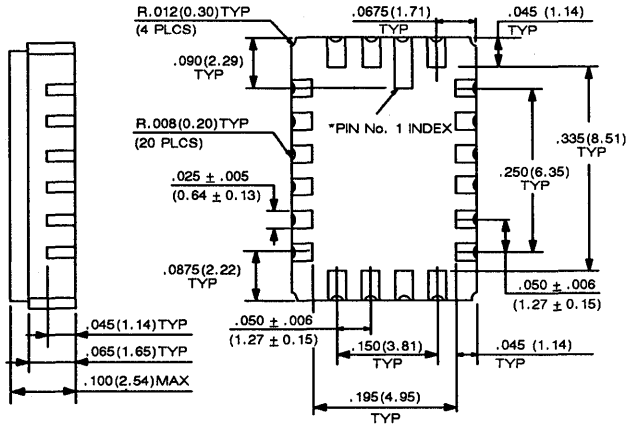 R.012(0.30)TYP
(4 PLCS)
.0675(1.71)
TYP
.045 (1.14)
TYP
.090(2.29)
TYP
*PIN No. 1 INDEX
R.008(0.20)TYP
(20 PLCS)
.335(8.51)
TYP
.250(6.35)
TYP
.025 ± .005
(0.64 ± 0.13)
.0875(2.22)
TYP
.050 ± .006
(1.27 ± 0.15)
.045(1.14)TYP
.050 ± .006
(1.27 ± 0.15)
.065(1.65)TYP
.150(3.81)
TYP
.045 (1.14)
TYP
.100(2.54)MAX
.195(4.95)
TYP